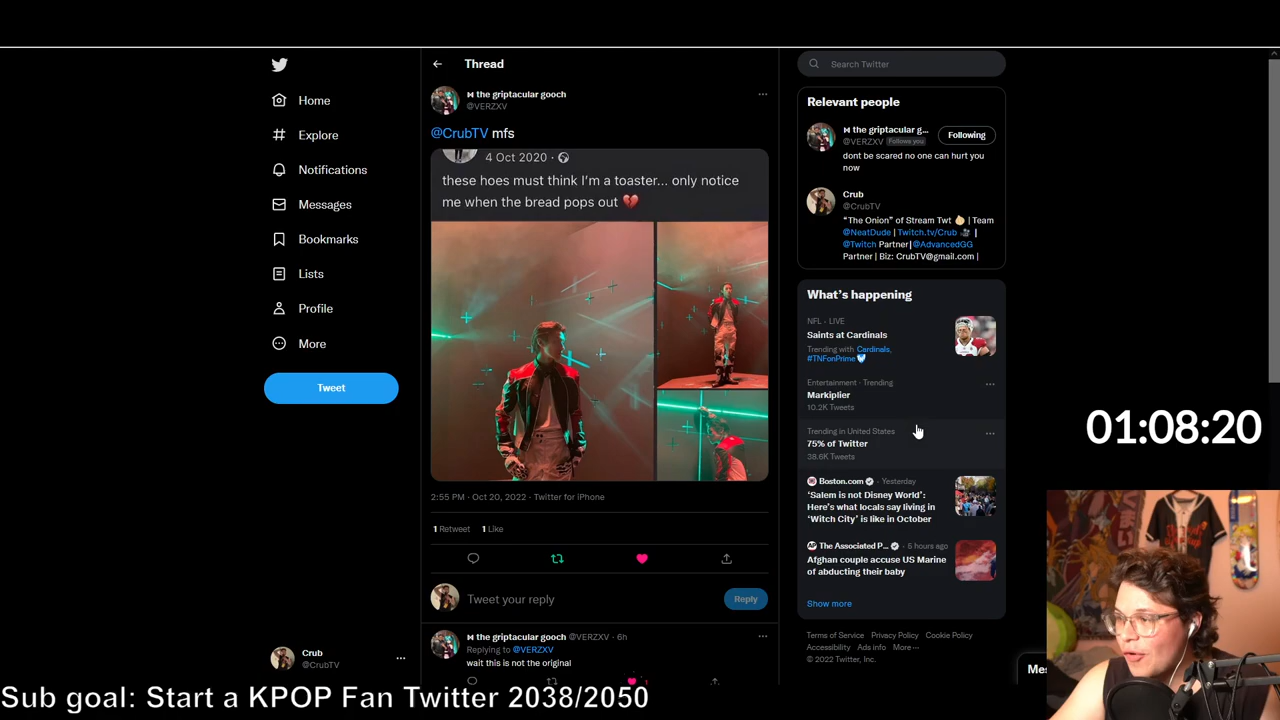 Home
Explore
Notifications
Messages
Bookmarks
Lists
Profile
More
Tweet
Crub
@CrubTV
Thread
the griptacular gooch
@VERZXV
@CrubTV mfs
4 Oct 2020 ·
these hoes must think I'm a toaster... only notice
me when the bread pops out 💔
2:55 PM · Oct 20, 2022 · Twitter for iPhone
1 Retweet 1 Like
Tweet your reply
Reply
the griptacular gooch @VERZXV · 6h
Replying to @VERZXV
wait this is not the original
Search Twitter
Relevant people
the griptacular g...
@VERZXV Follows you
Following
dont be scared no one can hurt you
now
Crub
@CrubTV
“The Onion” of Stream Twt | Team
@NeatDude | Twitch.tv/Crub 🎥 |
@Twitch Partner|@AdvancedGG
Partner | Biz: CrubTV@gmail.com |
What's happening
NFL · LIVE
Saints at Cardinals
Trending with Cardinals,
#TNFonPrime
Entertainment · Trending
Markiplier
10.2K Tweets
Trending in United States
75% of Twitter
38.6K Tweets
Boston.com · Yesterday
‘Salem is not Disney World’:
Here's what locals say living in
‘Witch City’ is like in October
The Associated P... · 5 hours ago
Afghan couple accuse US Marine
of abducting their baby
Show more
Terms of Service Privacy Policy Cookie Policy
Accessibility Ads info More ···
© 2022 Twitter, Inc.
Me
01:08:20
Sub goal: Start a KPOP Fan Twitter 2038/2050